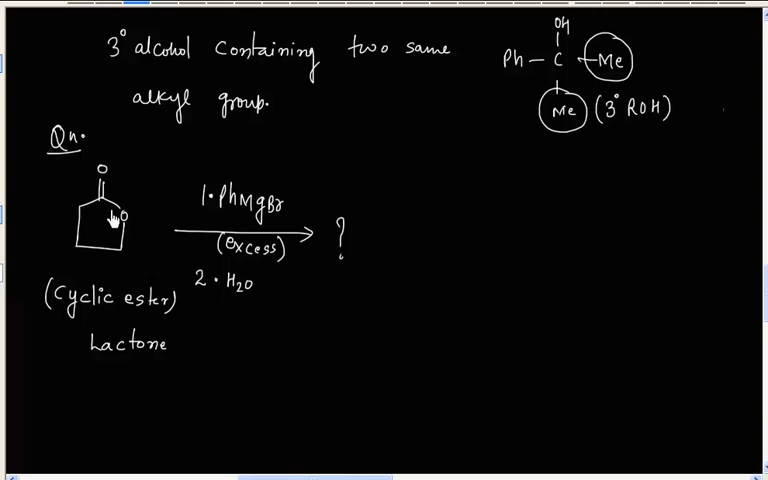 3° alcohol containing two same
alkyl group.
OH
Ph – C – Me
Me (3° ROH)
Qn.
O
O
1. PhMgBr
(excess)
2. H2O
?
(Cyclic ester)
Lactone